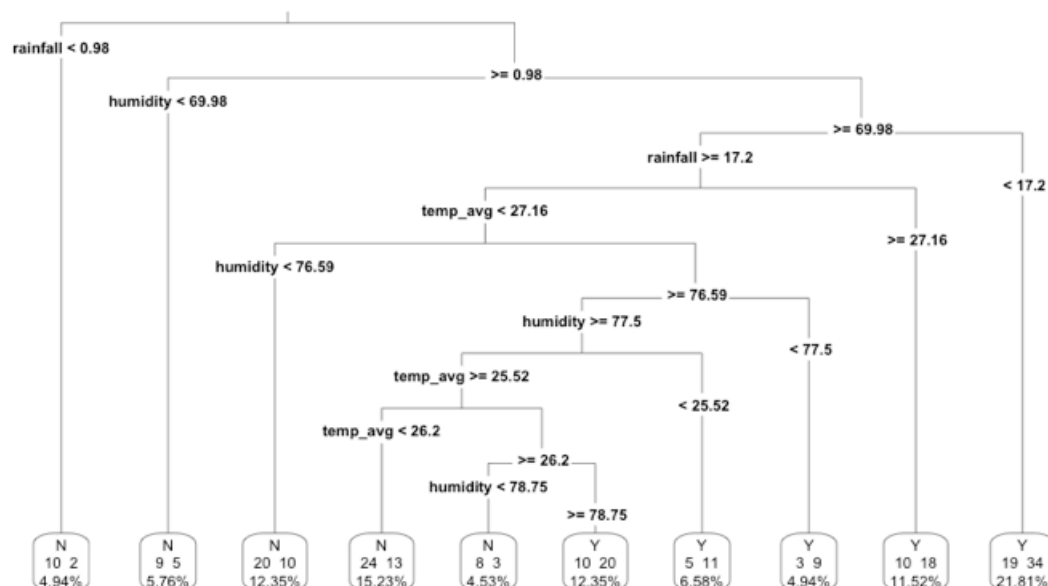 rainfall < 0.98
>= 0.98
humidity < 69.98
>= 69.98
rainfall >= 17.2
< 17.2
temp_avg < 27.16
>= 27.16
humidity < 76.59
>= 76.59
humidity >= 77.5
< 77.5
temp_avg >= 25.52
< 25.52
temp_avg < 26.2
>= 26.2
humidity < 78.75
>= 78.75
N N N N N Y Y Y Y Y
10 2 9 5 20 10 24 13 8 3 10 20 5 11 3 9 10 18 19 34
4.94% 5.76% 12.35% 15.23% 4.53% 12.35% 6.58% 4.94% 11.52% 21.81%